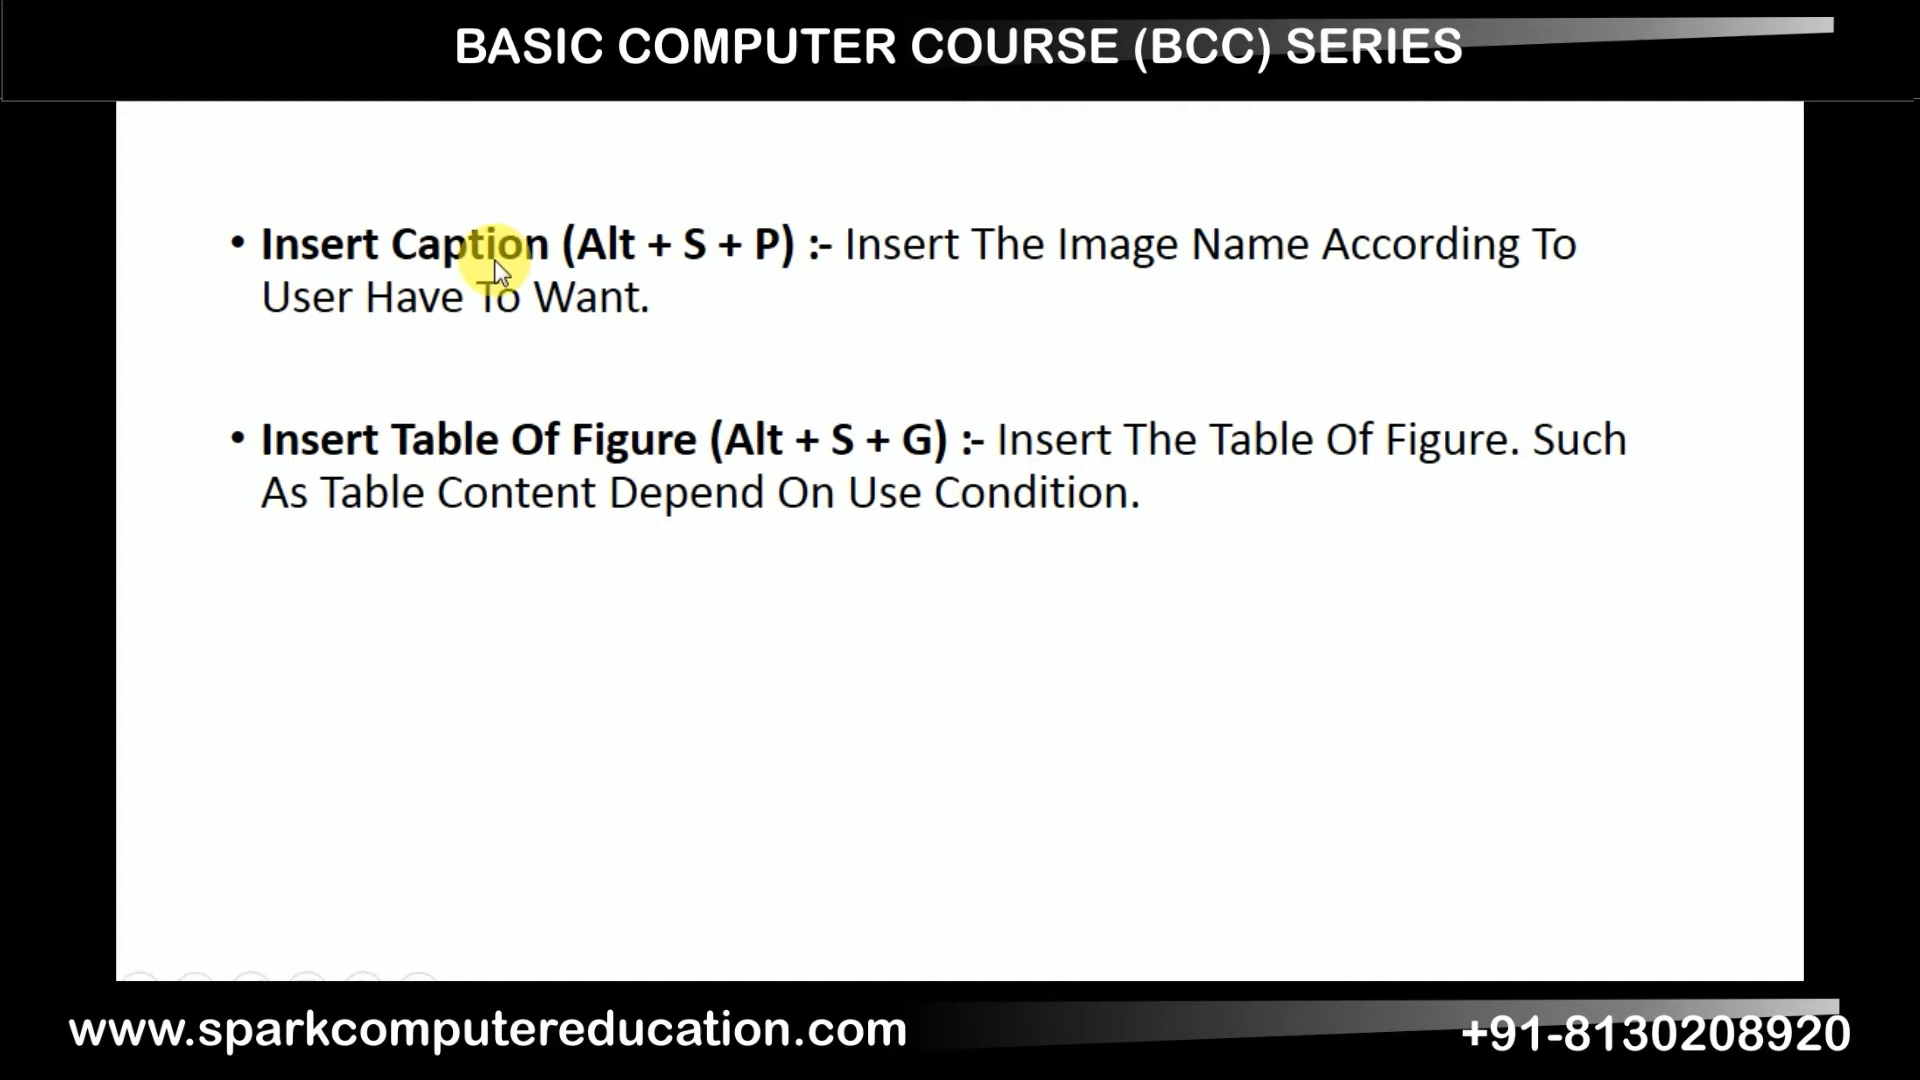 BASIC COMPUTER COURSE (BCC) SERIES
• Insert Caption (Alt + S + P) :- Insert The Image Name According To
User Have To Want.
• Insert Table Of Figure (Alt + S + G) :- Insert The Table Of Figure. Such
As Table Content Depend On Use Condition.
www.sparkcomputereducation.com
+91-8130208920